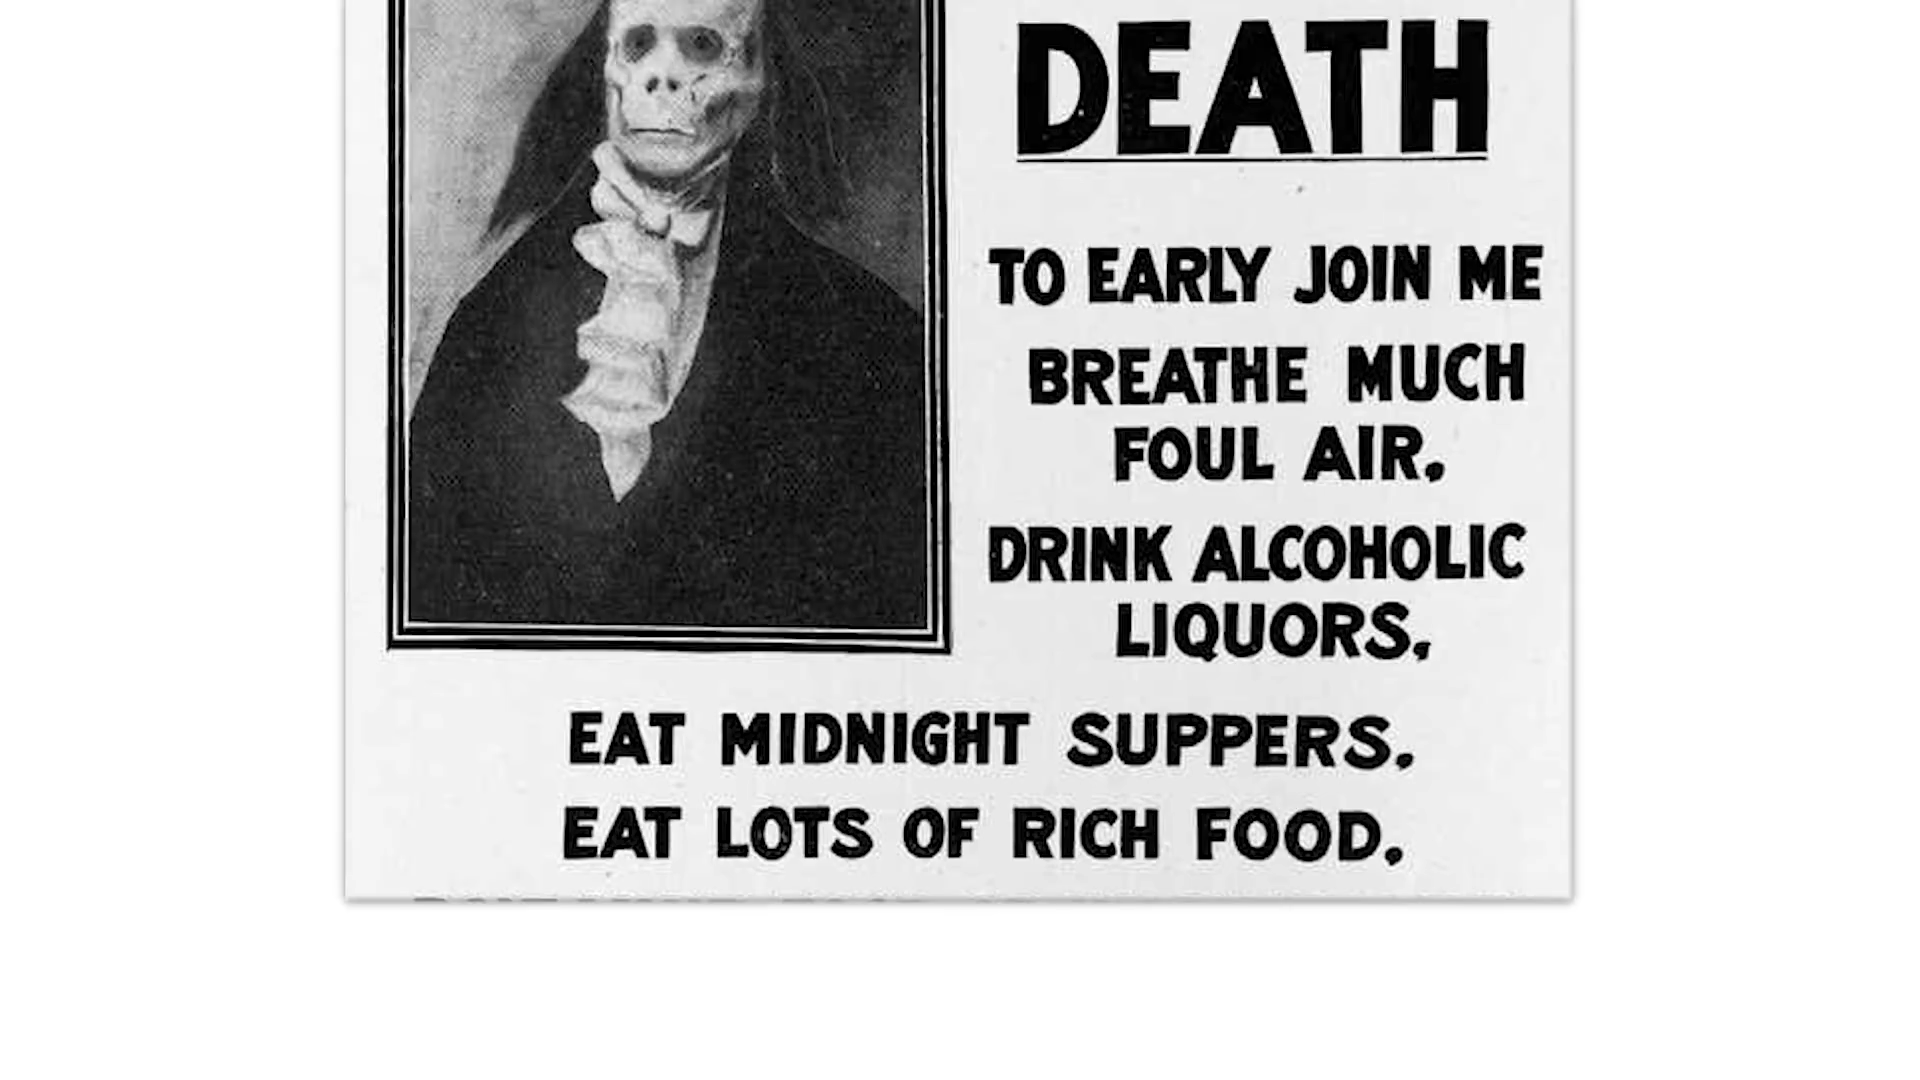 DEATH
TO EARLY JOIN ME
BREATHE MUCH
FOUL AIR.
DRINK ALCOHOLIC
LIQUORS.
EAT MIDNIGHT SUPPERS.
EAT LOTS OF RICH FOOD.